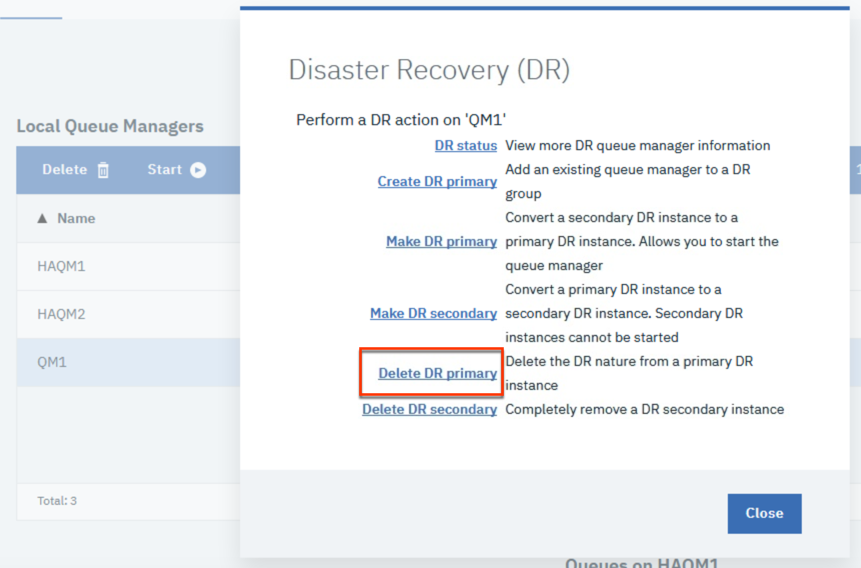 Disaster Recovery (DR)
Perform a DR action on 'QM1'
DR status View more DR queue manager information
Create DR primary Add an existing queue manager to a DR
group
Make DR primary Convert a secondary DR instance to a
primary DR instance. Allows you to start the
queue manager
Make DR secondary Convert a primary DR instance to a
secondary DR instance. Secondary DR
instances cannot be started
Delete DR primary Delete the DR nature from a primary DR
instance
Delete DR secondary Completely remove a DR secondary instance
Close
Local Queue Managers
Delete Start
▲ Name
HAQM1
HAQM2
QM1
Total: 3
Queues on HAQM1